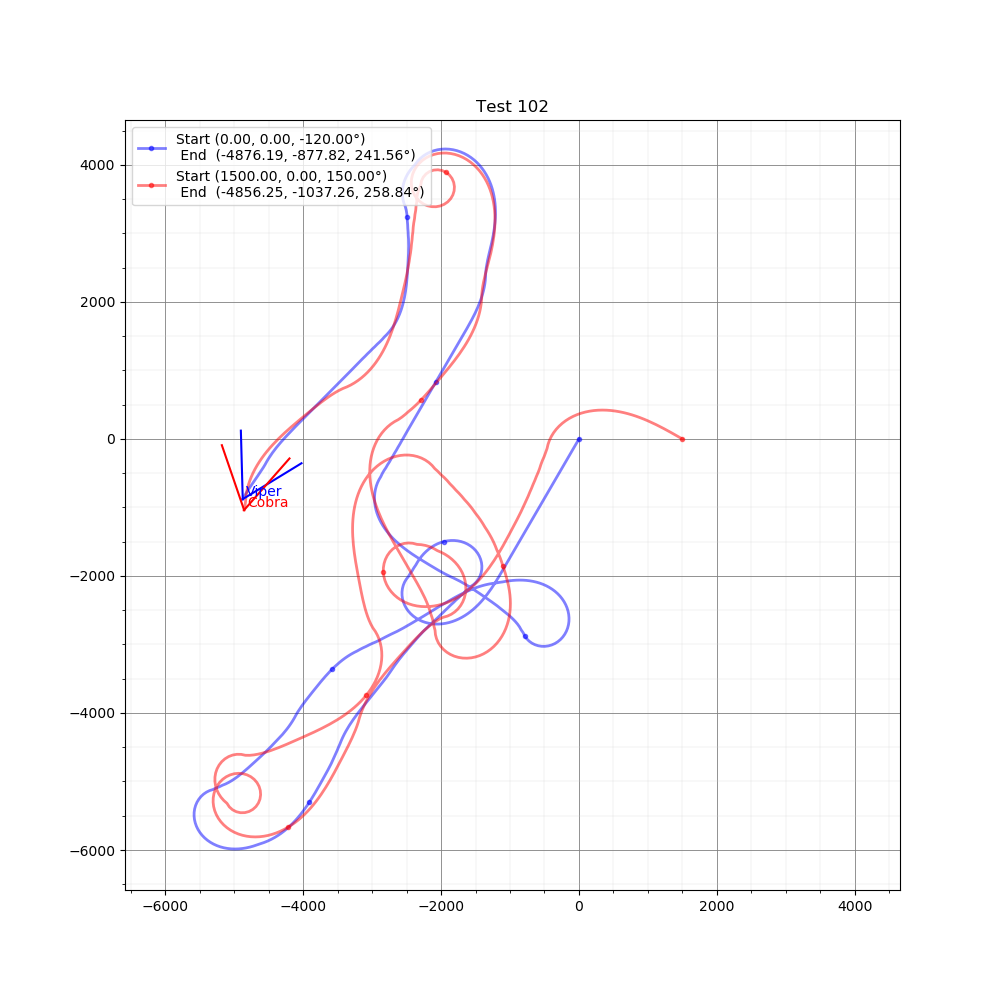 Test 102
Start (0.00, 0.00, -120.00°)
End (-4876.19, -877.82, 241.56°)
Start (1500.00, 0.00, 150.00°)
End (-4856.25, -1037.26, 258.84°)
4000
2000
0
−2000
−4000
−6000
Viper
Cobra
−6000 −4000 −2000 0 2000 4000